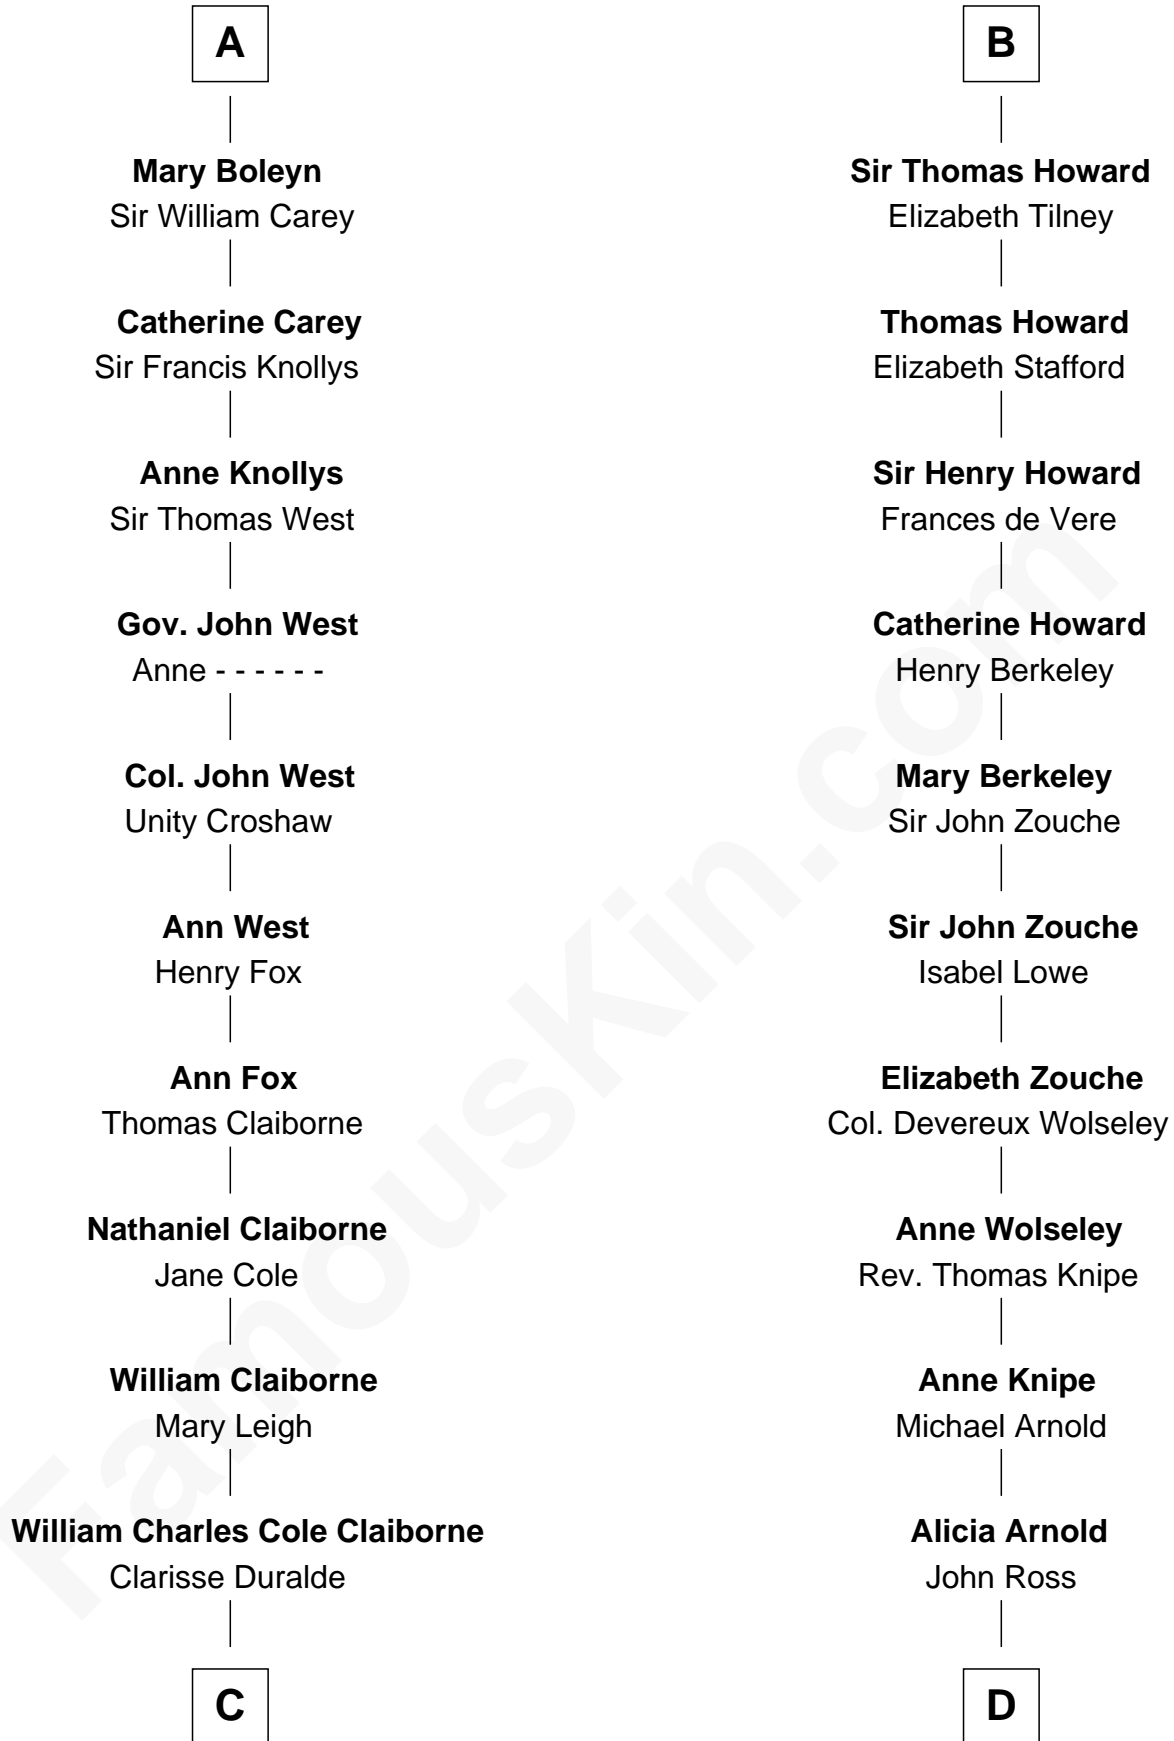 A
Mary Boleyn
Sir William Carey
Catherine Carey
Sir Francis Knollys
Anne Knollys
Sir Thomas West
Gov. John West
Anne - - - - - -
Col. John West
Unity Croshaw
Ann West
Henry Fox
Ann Fox
Thomas Claiborne
Nathaniel Claiborne
Jane Cole
William Claiborne
Mary Leigh
William Charles Cole Claiborne
Clarisse Duralde
C
B
Sir Thomas Howard
Elizabeth Tilney
Thomas Howard
Elizabeth Stafford
Sir Henry Howard
Frances de Vere
Catherine Howard
Henry Berkeley
Mary Berkeley
Sir John Zouche
Sir John Zouche
Isabel Lowe
Elizabeth Zouche
Col. Devereux Wolseley
Anne Wolseley
Rev. Thomas Knipe
Anne Knipe
Michael Arnold
Alicia Arnold
John Ross
D
FamousKin.com